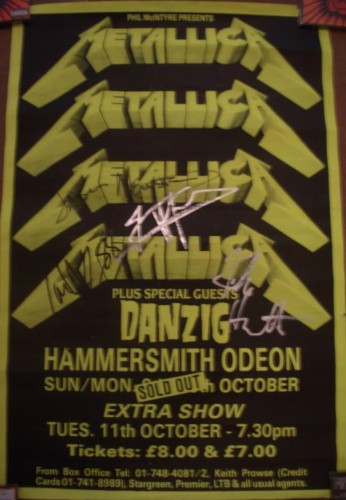 PHIL McINTYRE PRESENTS
METALLICA
METALLICA
METALLICA
METALLICA
PLUS SPECIAL GUESTS
DANZIG
HAMMERSMITH ODEON
SUN/MON SOLD OUT h OCTOBER
EXTRA SHOW
TUES. 11th OCTOBER - 7.30pm
Tickets: £8.00 & £7.00
From Box Office Tel: 01-748-4081/2, Keith Prowse (Credit
Cards 01-741-8989), Stargreen, Premier, LTB & all usual agents.